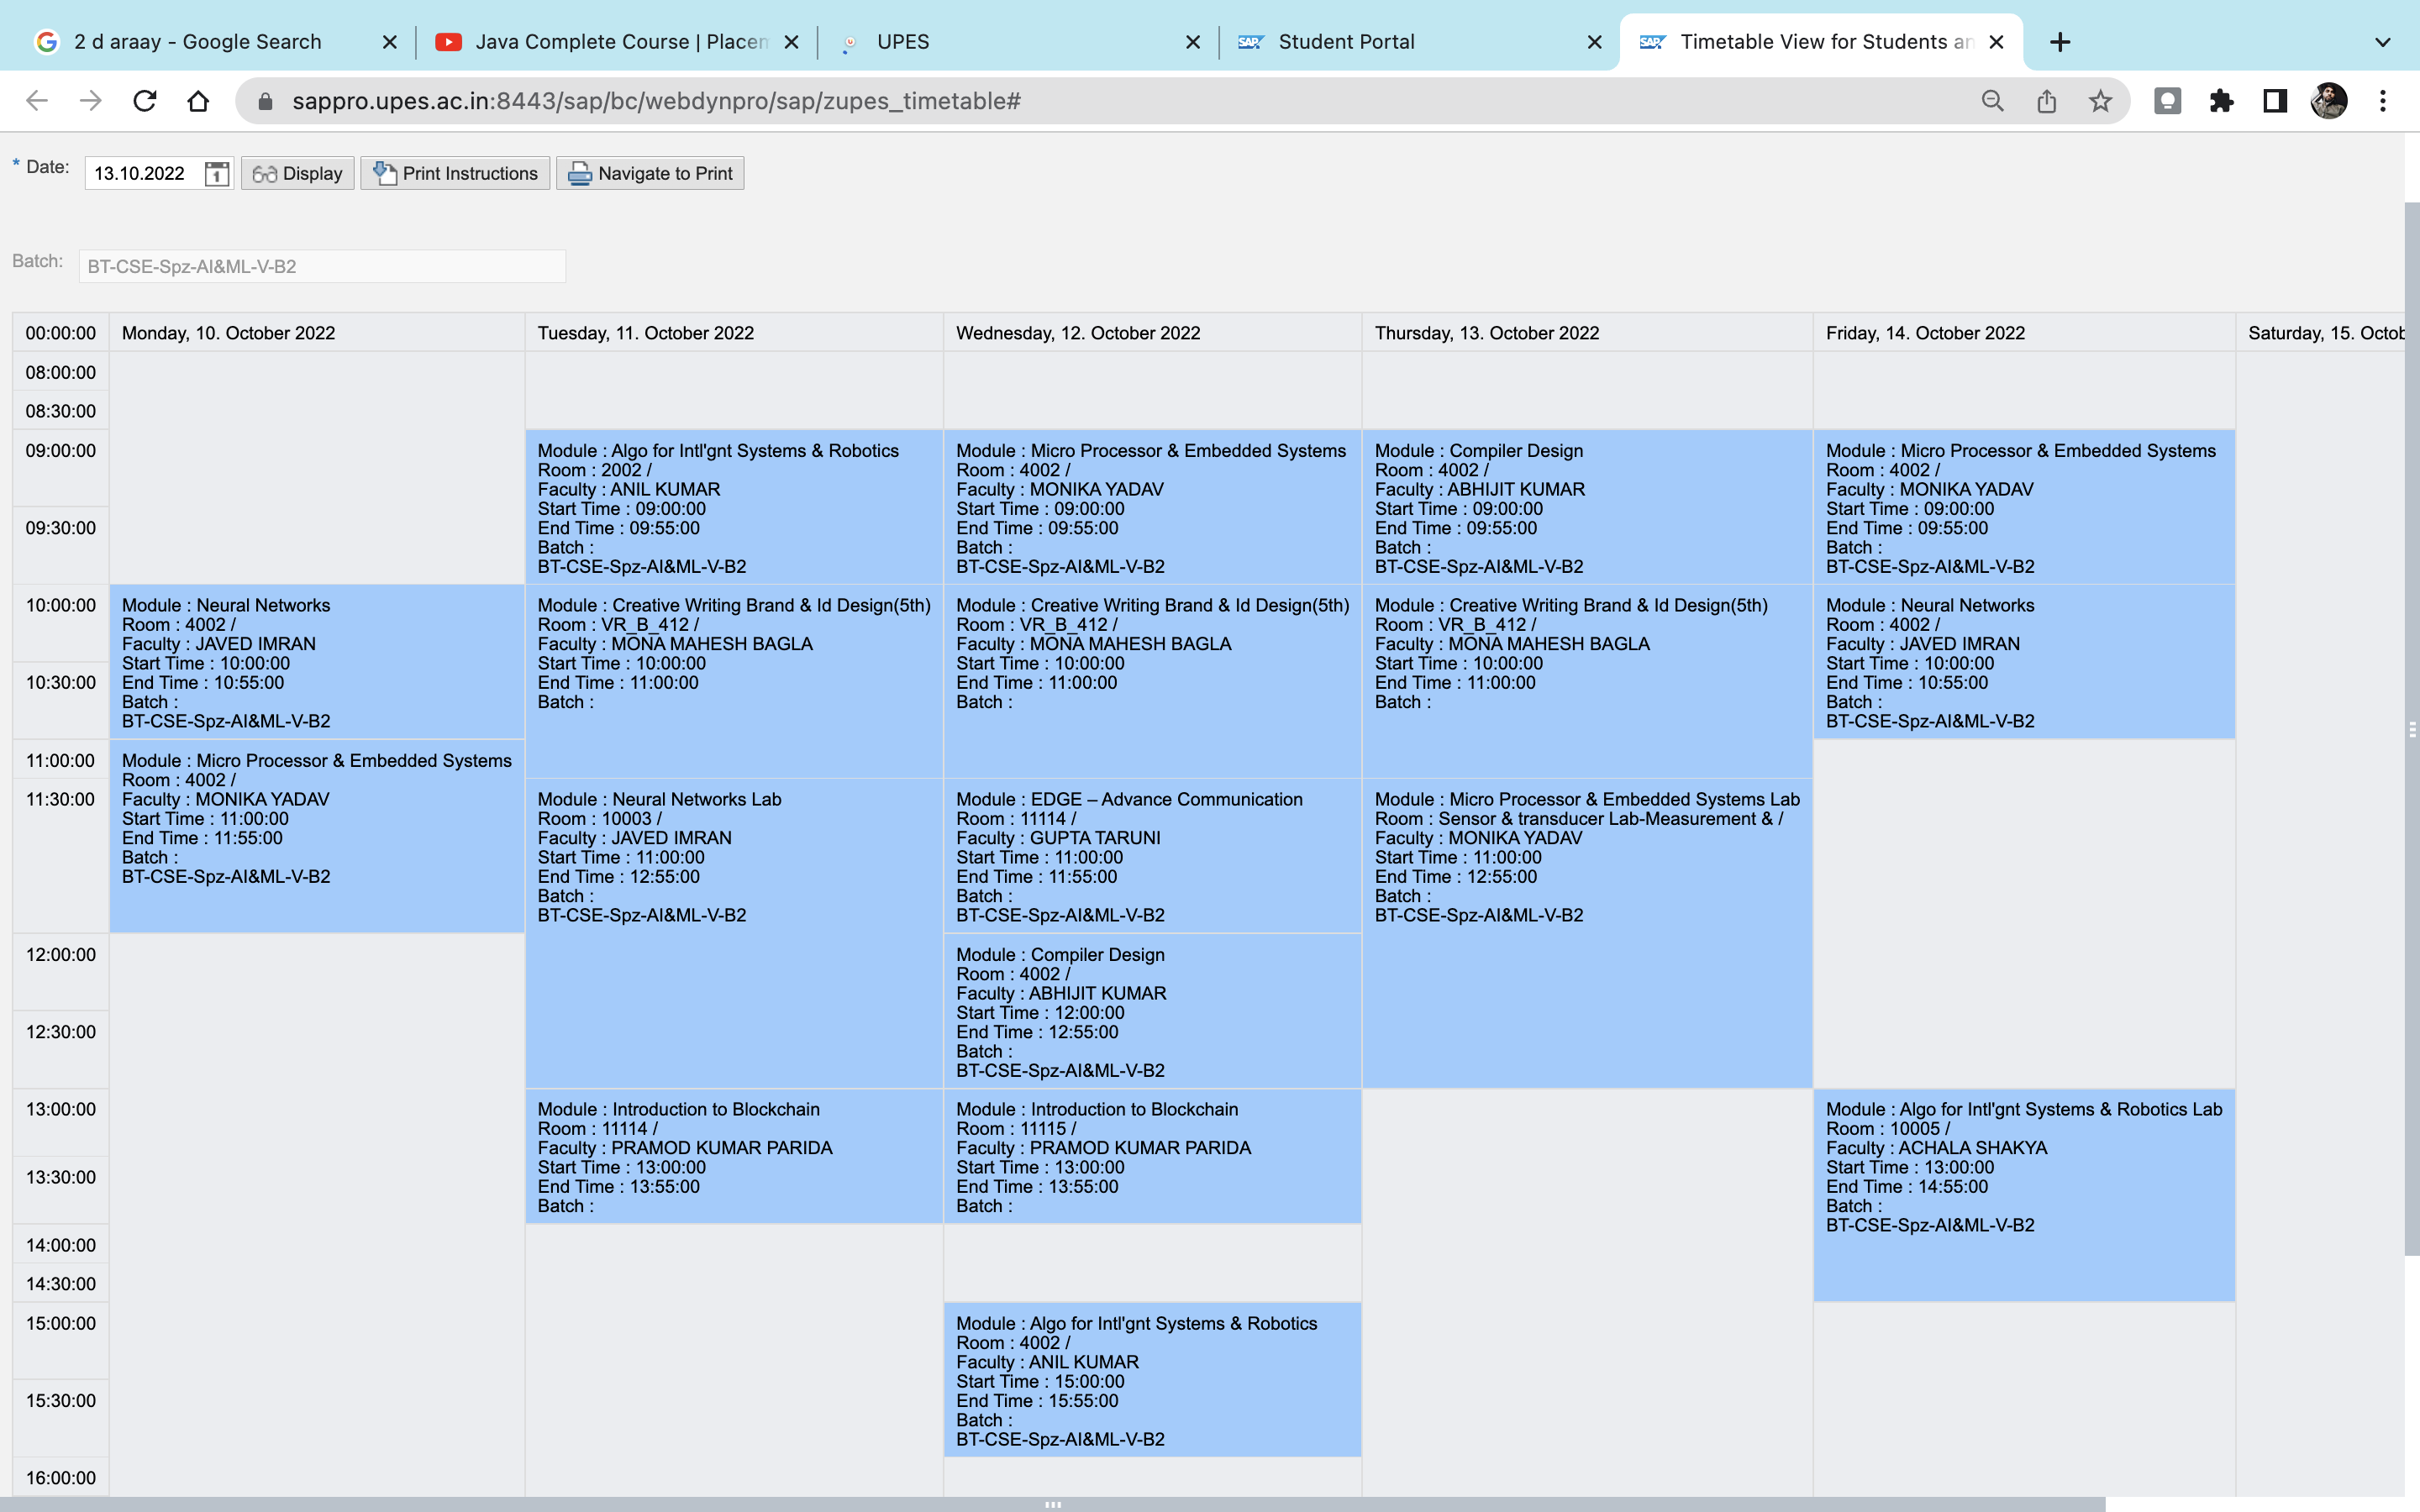 2 d araay - Google Search
Java Complete Course | Placem
UPES
SAP Student Portal
SAP Timetable View for Students an
sappro.upes.ac.in:8443/sap/bc/webdynpro/sap/zupes_timetable#
* Date: 13.10.2022 1 Display Print Instructions Navigate to Print
Batch: BT-CSE-Spz-AI&ML-V-B2
00:00:00 Monday, 10. October 2022 Tuesday, 11. October 2022 Wednesday, 12. October 2022 Thursday, 13. October 2022 Friday, 14. October 2022 Saturday, 15. Octob
08:00:00
08:30:00
09:00:00
09:30:00
10:00:00
10:30:00
11:00:00
11:30:00
12:00:00
12:30:00
13:00:00
13:30:00
14:00:00
14:30:00
15:00:00
15:30:00
16:00:00
Module : Neural Networks
Room : 4002 /
Faculty : JAVED IMRAN
Start Time : 10:00:00
End Time : 10:55:00
Batch :
BT-CSE-Spz-AI&ML-V-B2
Module : Micro Processor & Embedded Systems
Room : 4002 /
Faculty : MONIKA YADAV
Start Time : 11:00:00
End Time : 11:55:00
Batch :
BT-CSE-Spz-AI&ML-V-B2
Module : Algo for Intl'gnt Systems & Robotics
Room : 2002 /
Faculty : ANIL KUMAR
Start Time : 09:00:00
End Time : 09:55:00
Batch :
BT-CSE-Spz-AI&ML-V-B2
Module : Creative Writing Brand & Id Design(5th)
Room : VR_B_412 /
Faculty : MONA MAHESH BAGLA
Start Time : 10:00:00
End Time : 11:00:00
Batch :
Module : Neural Networks Lab
Room : 10003 /
Faculty : JAVED IMRAN
Start Time : 11:00:00
End Time : 12:55:00
Batch :
BT-CSE-Spz-AI&ML-V-B2
Module : Introduction to Blockchain
Room : 11114 /
Faculty : PRAMOD KUMAR PARIDA
Start Time : 13:00:00
End Time : 13:55:00
Batch :
Module : Micro Processor & Embedded Systems
Room : 4002 /
Faculty : MONIKA YADAV
Start Time : 09:00:00
End Time : 09:55:00
Batch :
BT-CSE-Spz-AI&ML-V-B2
Module : Creative Writing Brand & Id Design(5th)
Room : VR_B_412 /
Faculty : MONA MAHESH BAGLA
Start Time : 10:00:00
End Time : 11:00:00
Batch :
Module : EDGE – Advance Communication
Room : 11114 /
Faculty : GUPTA TARUNI
Start Time : 11:00:00
End Time : 11:55:00
Batch :
BT-CSE-Spz-AI&ML-V-B2
Module : Compiler Design
Room : 4002 /
Faculty : ABHIJIT KUMAR
Start Time : 12:00:00
End Time : 12:55:00
Batch :
BT-CSE-Spz-AI&ML-V-B2
Module : Introduction to Blockchain
Room : 11115 /
Faculty : PRAMOD KUMAR PARIDA
Start Time : 13:00:00
End Time : 13:55:00
Batch :
Module : Algo for Intl'gnt Systems & Robotics
Room : 4002 /
Faculty : ANIL KUMAR
Start Time : 15:00:00
End Time : 15:55:00
Batch :
BT-CSE-Spz-AI&ML-V-B2
Module : Compiler Design
Room : 4002 /
Faculty : ABHIJIT KUMAR
Start Time : 09:00:00
End Time : 09:55:00
Batch :
BT-CSE-Spz-AI&ML-V-B2
Module : Creative Writing Brand & Id Design(5th)
Room : VR_B_412 /
Faculty : MONA MAHESH BAGLA
Start Time : 10:00:00
End Time : 11:00:00
Batch :
Module : Micro Processor & Embedded Systems Lab
Room : Sensor & transducer Lab-Measurement & /
Faculty : MONIKA YADAV
Start Time : 11:00:00
End Time : 12:55:00
Batch :
BT-CSE-Spz-AI&ML-V-B2
Module : Micro Processor & Embedded Systems
Room : 4002 /
Faculty : MONIKA YADAV
Start Time : 09:00:00
End Time : 09:55:00
Batch :
BT-CSE-Spz-AI&ML-V-B2
Module : Neural Networks
Room : 4002 /
Faculty : JAVED IMRAN
Start Time : 10:00:00
End Time : 10:55:00
Batch :
BT-CSE-Spz-AI&ML-V-B2
Module : Algo for Intl'gnt Systems & Robotics Lab
Room : 10005 /
Faculty : ACHALA SHAKYA
Start Time : 13:00:00
End Time : 14:55:00
Batch :
BT-CSE-Spz-AI&ML-V-B2